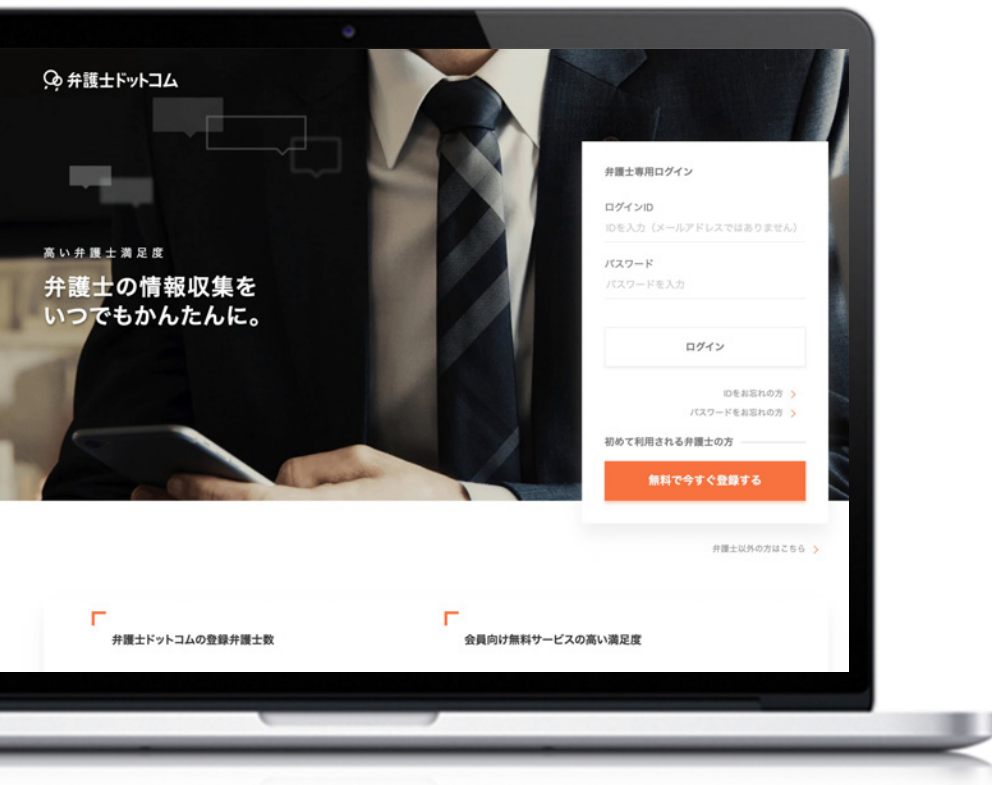 弁護士ドットコム
高い弁護士満足度
弁護士の情報収集を
いつでもかんたんに。
弁護士専用ログイン
ログインID
IDを入力（メールアドレスではありません）
パスワード
パスワードを入力
ログイン
IDをお忘れの方
パスワードをお忘れの方
初めて利用される弁護士の方
無料で今すぐ登録する
弁護士以外の方はこちら
弁護士ドットコムの登録弁護士数
会員向け無料サービスの高い満足度